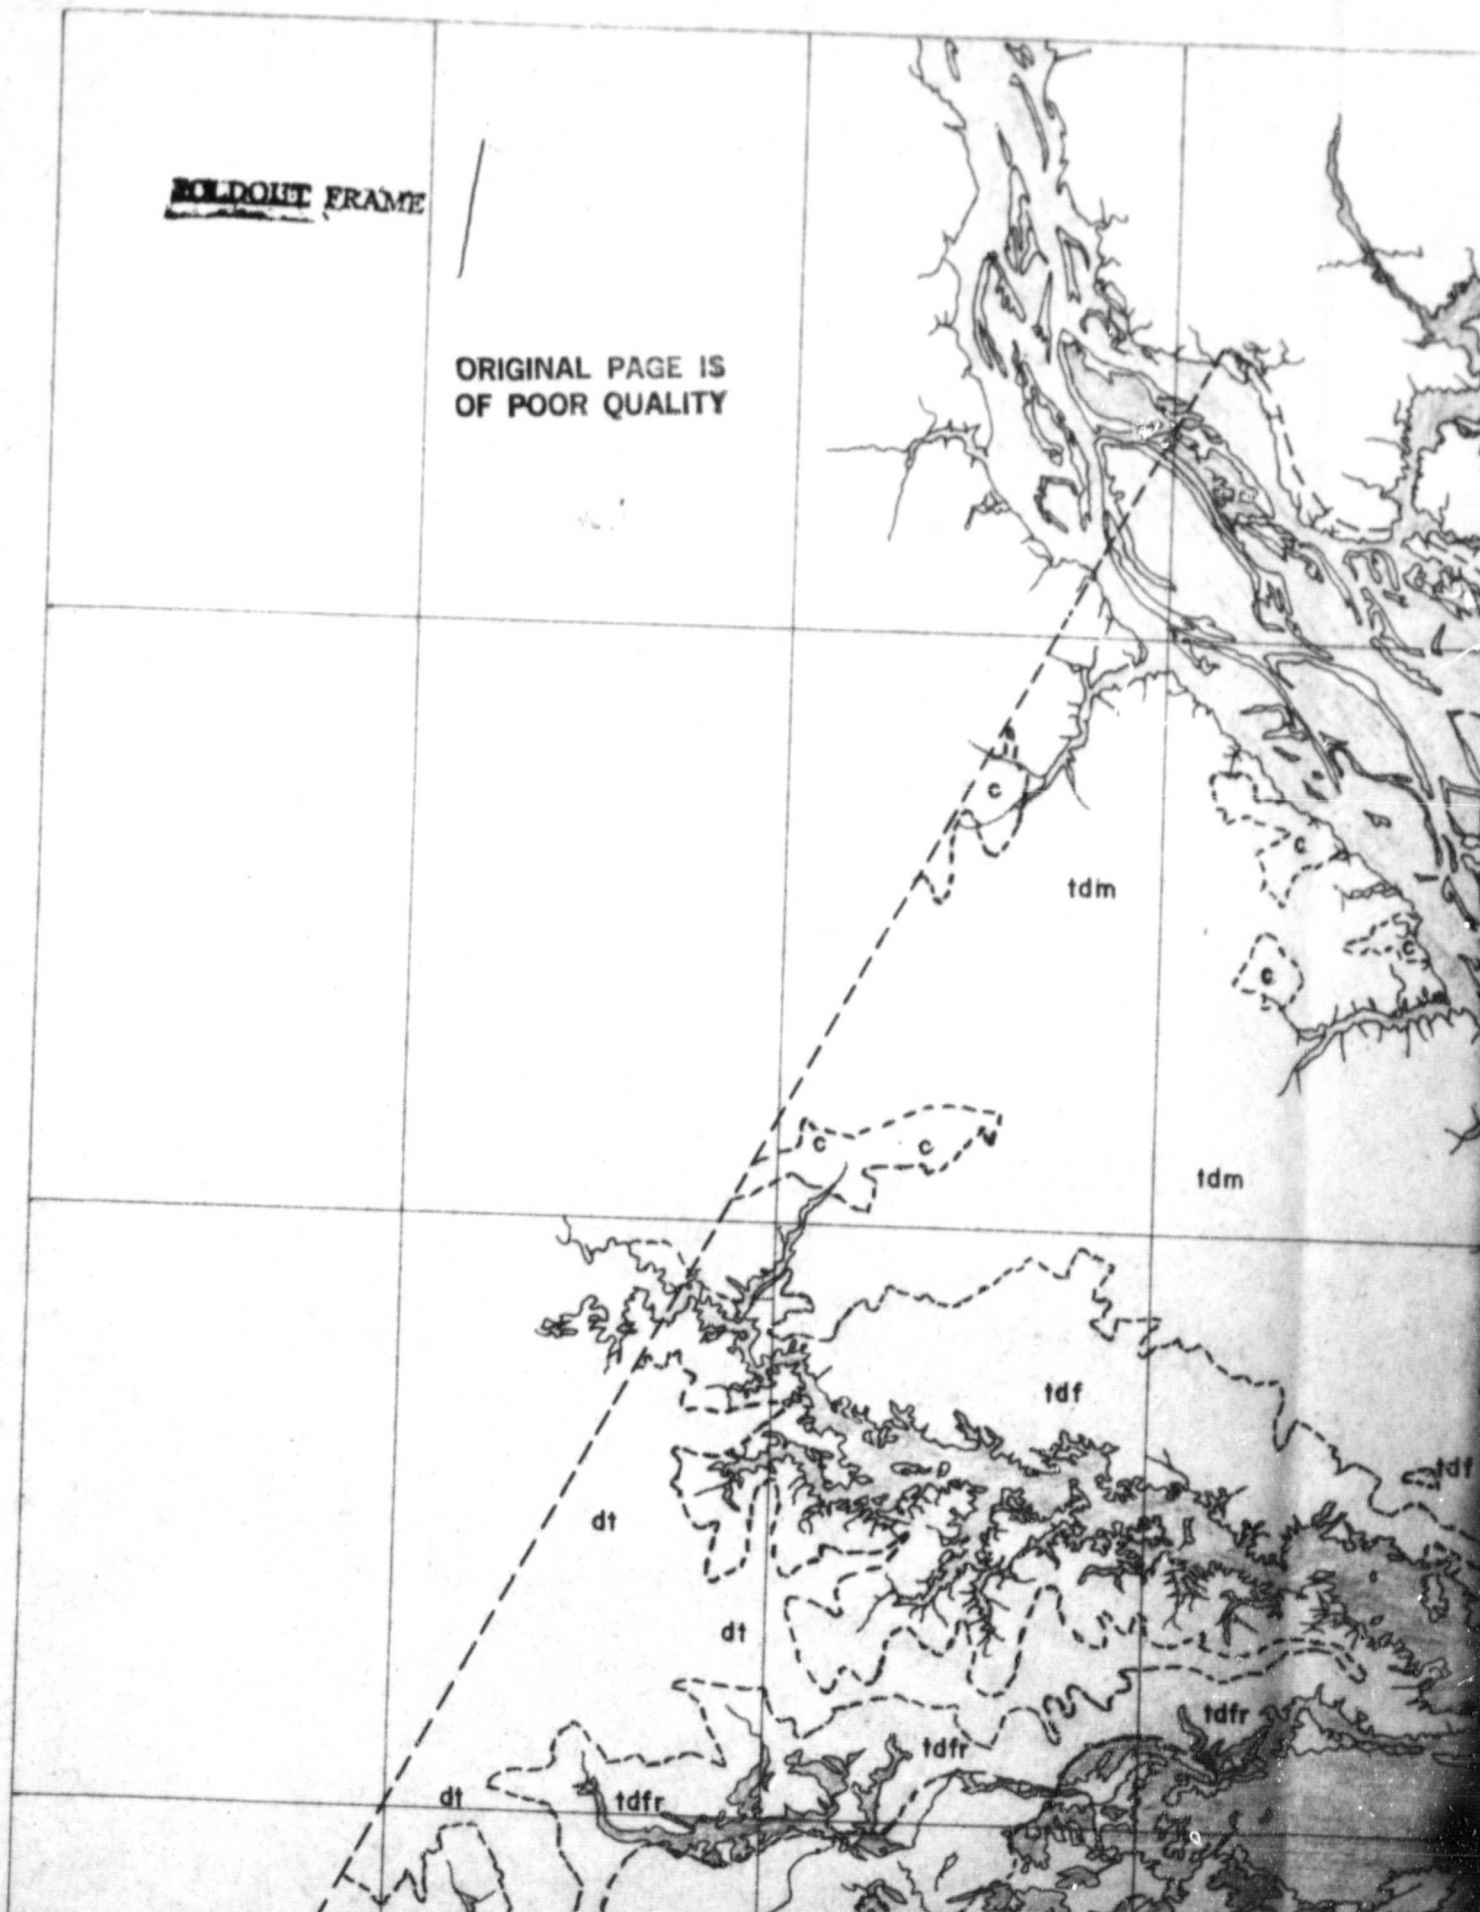 FOLDOUT FRAME
ORIGINAL PAGE IS
OF POOR QUALITY
c
tdm
c
c
c
c
c
tdm
tdf
tdf
dt
dt
tdfr
tdfr
dt
tdfr